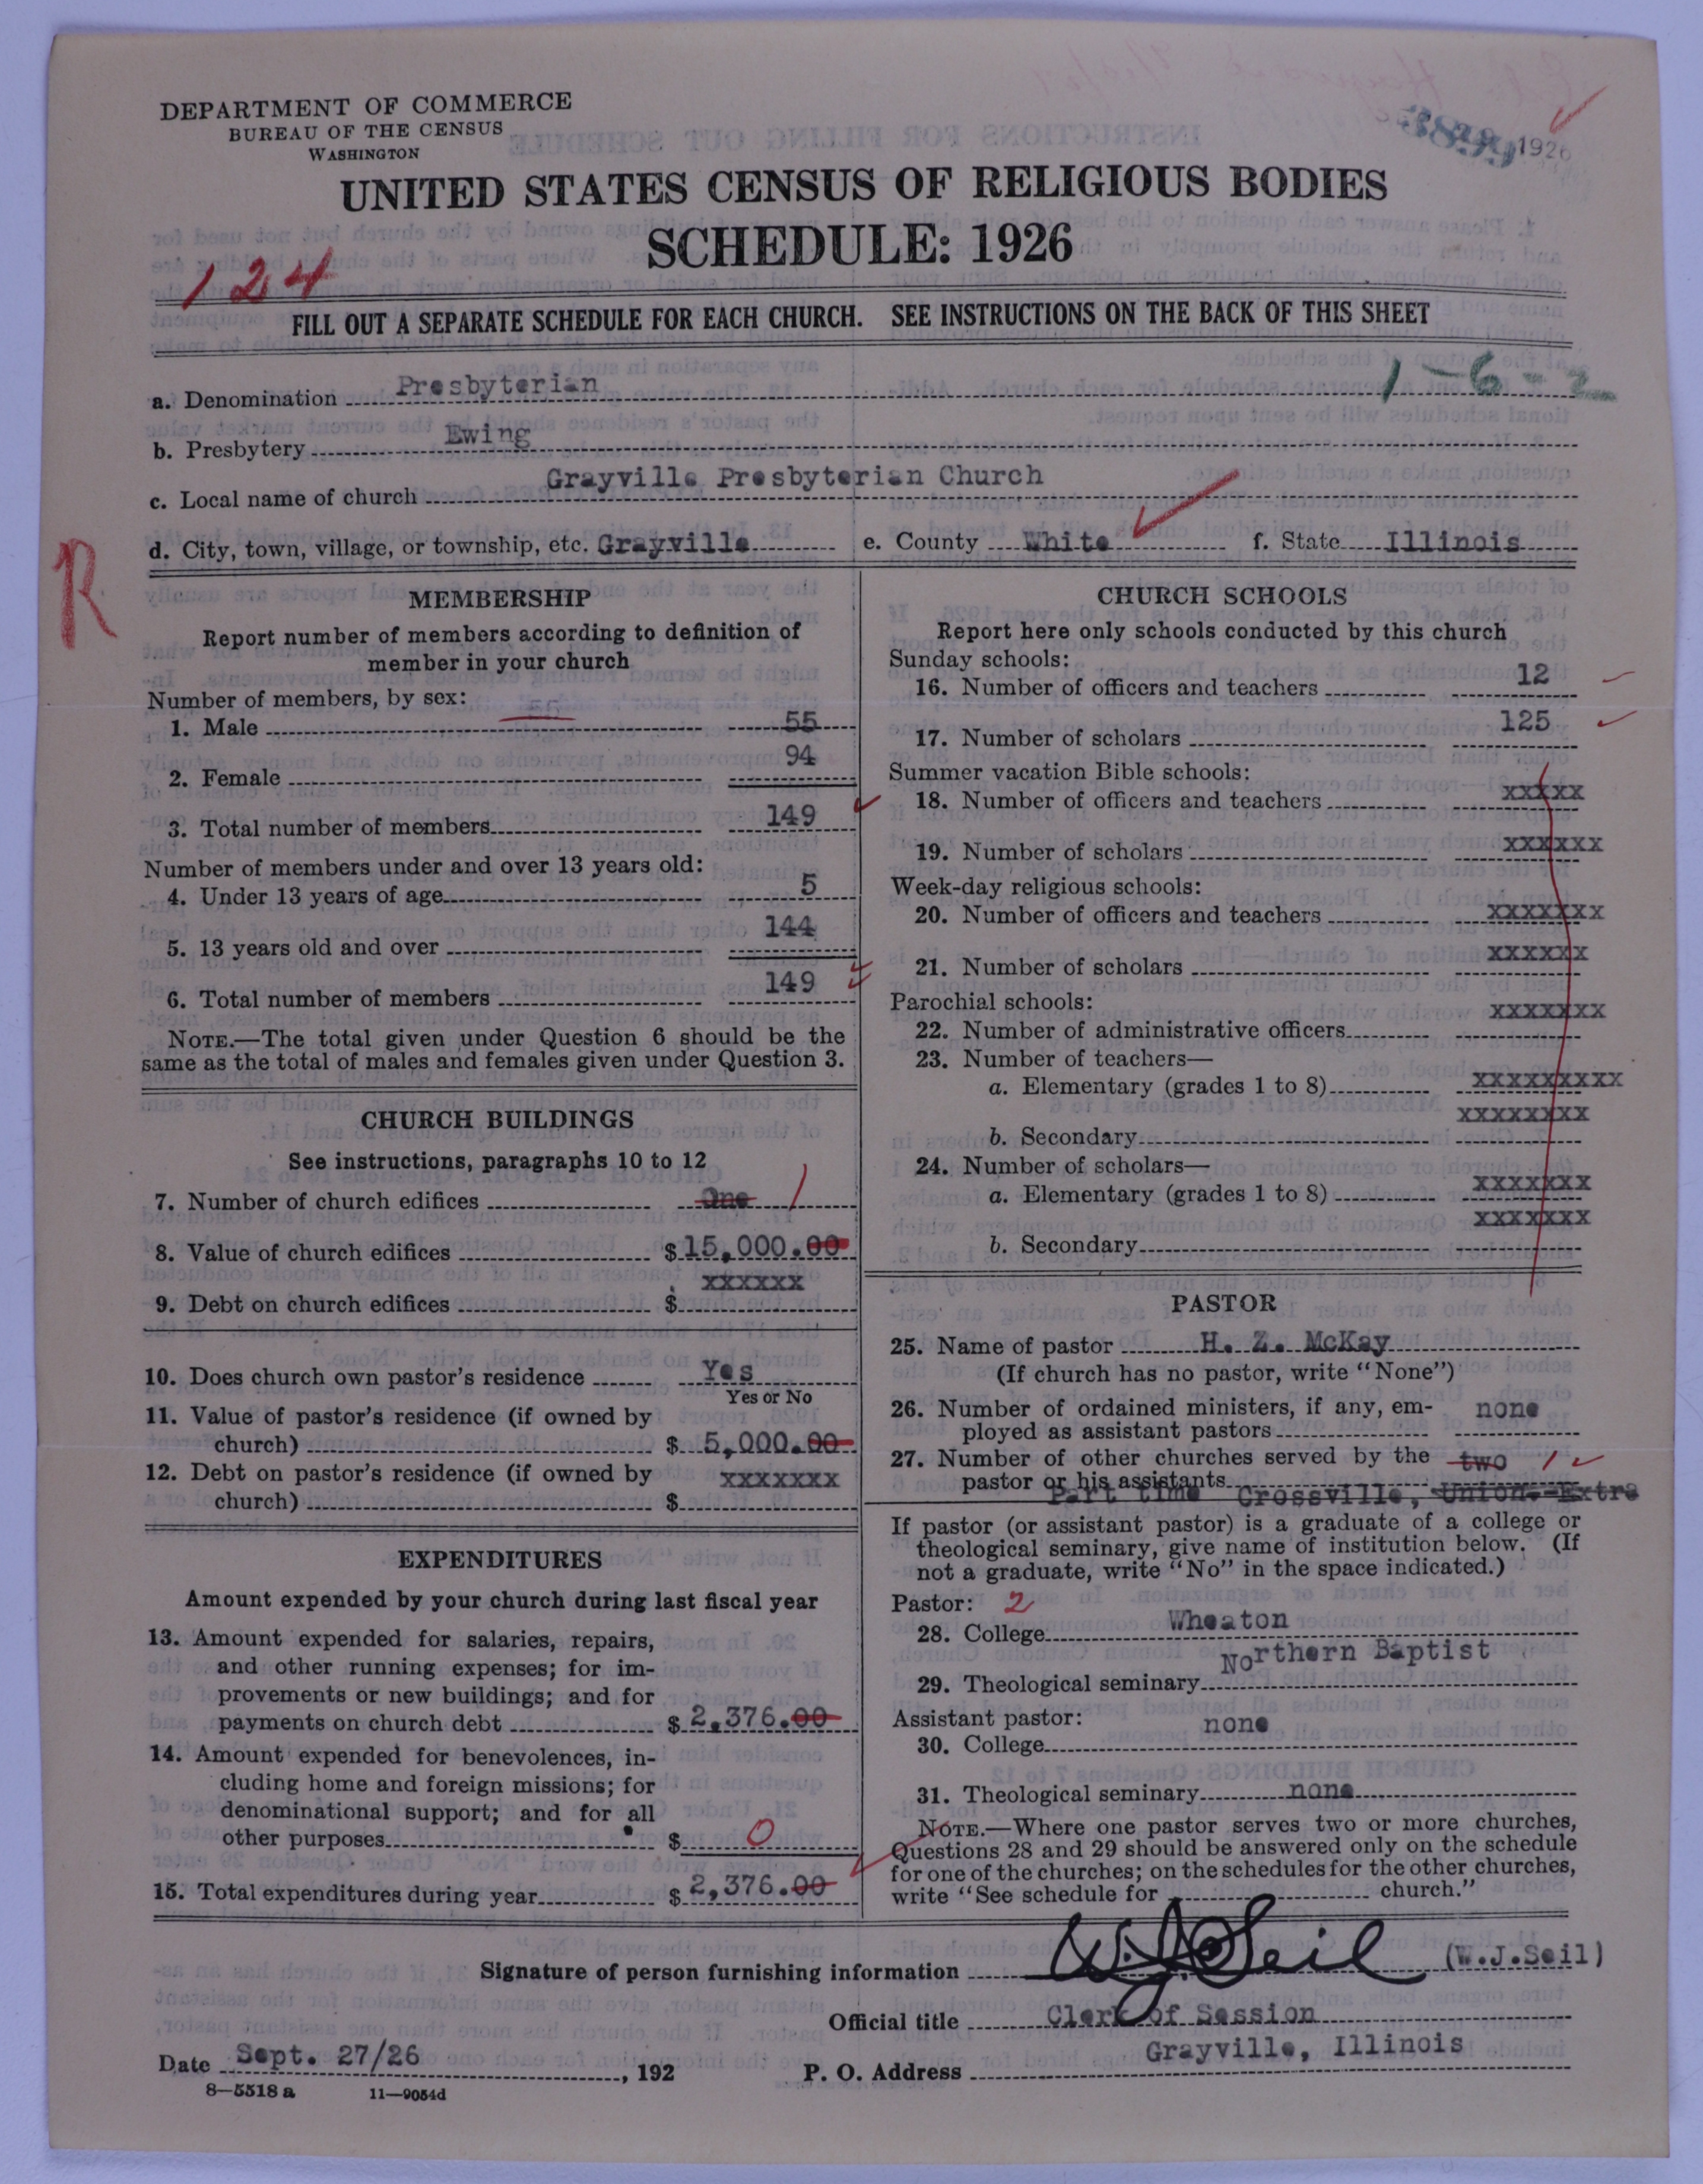 DEPARTMENT OF COMMERCE
BUREAU OF THE CENSUS
WASHINGTON
1926
UNITED STATES CENSUS OF RELIGIOUS BODIES
SCHEDULE: 1926
124
FILL OUT A SEPARATE SCHEDULE FOR EACH CHURCH. SEE INSTRUCTIONS ON THE BACK OF THIS SHEET
1-6-2
a. Denomination Presbyterian
b. Presbytery Ewing
c. Local name of church Grayville Presbyterian Church
d. City, town, village, or township, etc. Grayville e. County White f. State Illinois
R
MEMBERSHIP
Report number of members according to definition of
member in your church
Number of members, by sex:
1. Male 55
2. Female 94
3. Total number of members 149
Number of members under and over 13 years old:
4. Under 13 years of age 5
5. 13 years old and over 144
6. Total number of members 149
NOTE.—The total given under Question 6 should be the
same as the total of males and females given under Question 3.
CHURCH BUILDINGS
See instructions, paragraphs 10 to 12
7. Number of church edifices One 1
8. Value of church edifices $15,000.00
9. Debt on church edifices $ xxxxxx
10. Does church own pastor's residence Yes
Yes or No
11. Value of pastor's residence (if owned by
church) $ 5,000.00
12. Debt on pastor's residence (if owned by
church) $ xxxxxxx
EXPENDITURES
Amount expended by your church during last fiscal year
13. Amount expended for salaries, repairs,
and other running expenses; for im-
provements or new buildings; and for
payments on church debt $ 2,376.00
14. Amount expended for benevolences, in-
cluding home and foreign missions; for
denominational support; and for all
other purposes $ 0
15. Total expenditures during year $ 2,376.00
CHURCH SCHOOLS
Report here only schools conducted by this church
Sunday schools:
16. Number of officers and teachers 12
17. Number of scholars 125
Summer vacation Bible schools:
18. Number of officers and teachers xxxxx
19. Number of scholars xxxxxx
Week-day religious schools:
20. Number of officers and teachers xxxxxxx
21. Number of scholars xxxxxx
Parochial schools:
22. Number of administrative officers xxxxxxx
23. Number of teachers—
a. Elementary (grades 1 to 8) xxxxxxxxx
b. Secondary xxxxxxxx
24. Number of scholars—
a. Elementary (grades 1 to 8) xxxxxxx
b. Secondary xxxxxxx
PASTOR
25. Name of pastor H. Z. McKay
(If church has no pastor, write "None")
26. Number of ordained ministers, if any, em-
ployed as assistant pastors none
27. Number of other churches served by the two 1
pastor or his assistants
Part time Crossville, Union.-Extra
If pastor (or assistant pastor) is a graduate of a college or
theological seminary, give name of institution below. (If
not a graduate, write "No" in the space indicated.)
Pastor: 2
28. College Wheaton
29. Theological seminary Northern Baptist
Assistant pastor:
30. College none
31. Theological seminary none
NOTE.—Where one pastor serves two or more churches,
Questions 28 and 29 should be answered only on the schedule
for one of the churches; on the schedules for the other churches,
write "See schedule for church."
Signature of person furnishing information W.J. Seil (W.J.Seil)
Official title Clerk of Session
Date Sept. 27/26, 192 P. O. Address Grayville, Illinois
8—5518 a 11—9054d